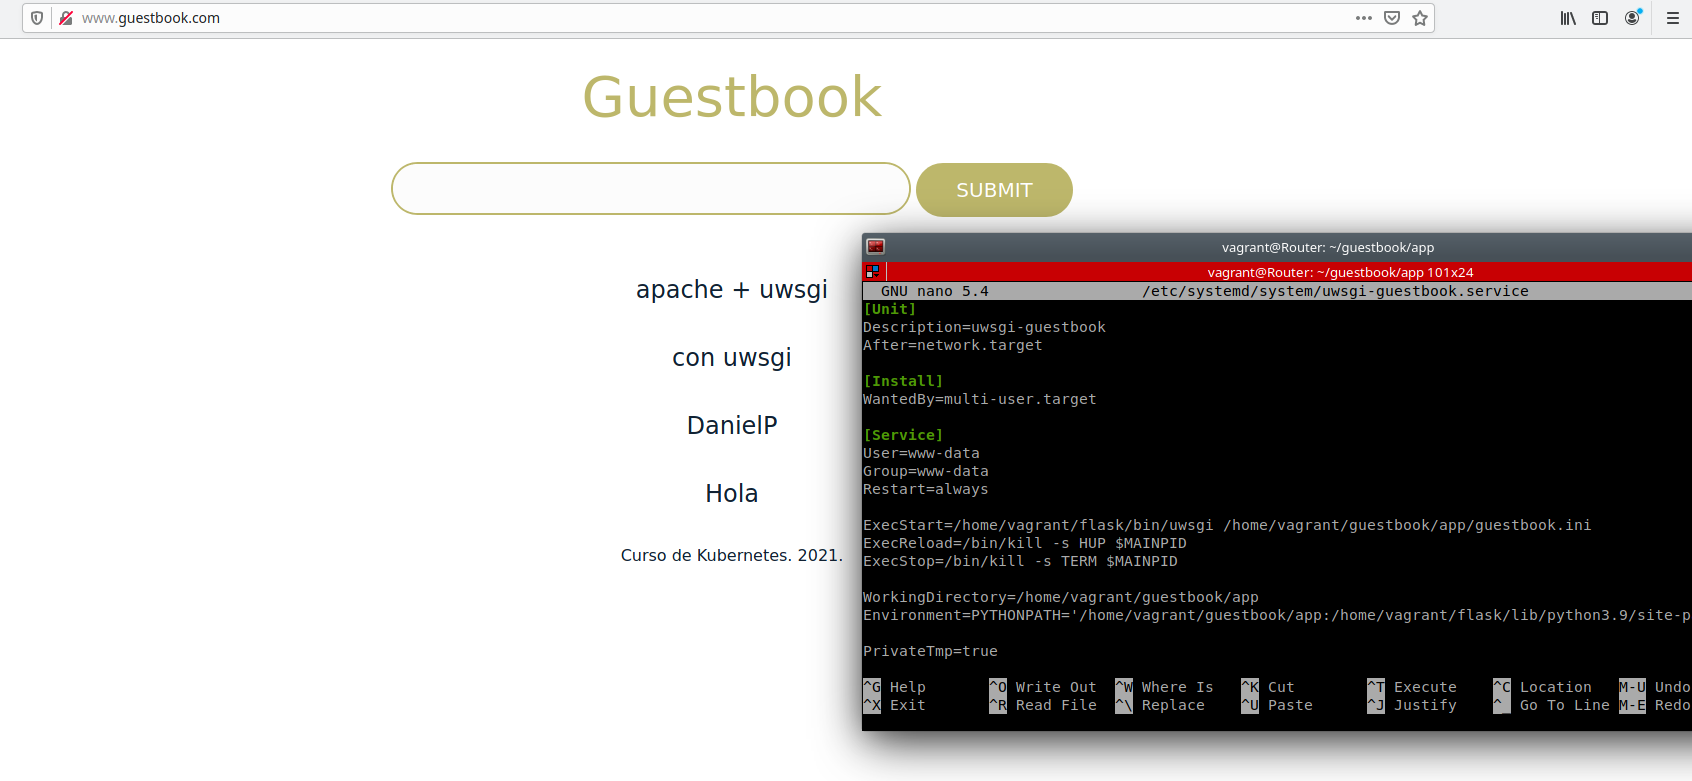 www.guestbook.com
Guestbook
SUBMIT
apache + uwsgi
con uwsgi
DanielP
Hola
Curso de Kubernetes. 2021.
vagrant@Router: ~/guestbook/app
vagrant@Router: ~/guestbook/app 101x24
GNU nano 5.4 /etc/systemd/system/uwsgi-guestbook.service
[Unit]
Description=uwsgi-guestbook
After=network.target
[Install]
WantedBy=multi-user.target
[Service]
User=www-data
Group=www-data
Restart=always
ExecStart=/home/vagrant/flask/bin/uwsgi /home/vagrant/guestbook/app/guestbook.ini
ExecReload=/bin/kill -s HUP $MAINPID
ExecStop=/bin/kill -s TERM $MAINPID
WorkingDirectory=/home/vagrant/guestbook/app
Environment=PYTHONPATH='/home/vagrant/guestbook/app:/home/vagrant/flask/lib/python3.9/site-p
PrivateTmp=true
^G Help ^O Write Out ^W Where Is ^K Cut ^T Execute ^C Location M-U Undo
^X Exit ^R Read File ^\ Replace ^U Paste ^J Justify ^_ Go To Line M-E Redo